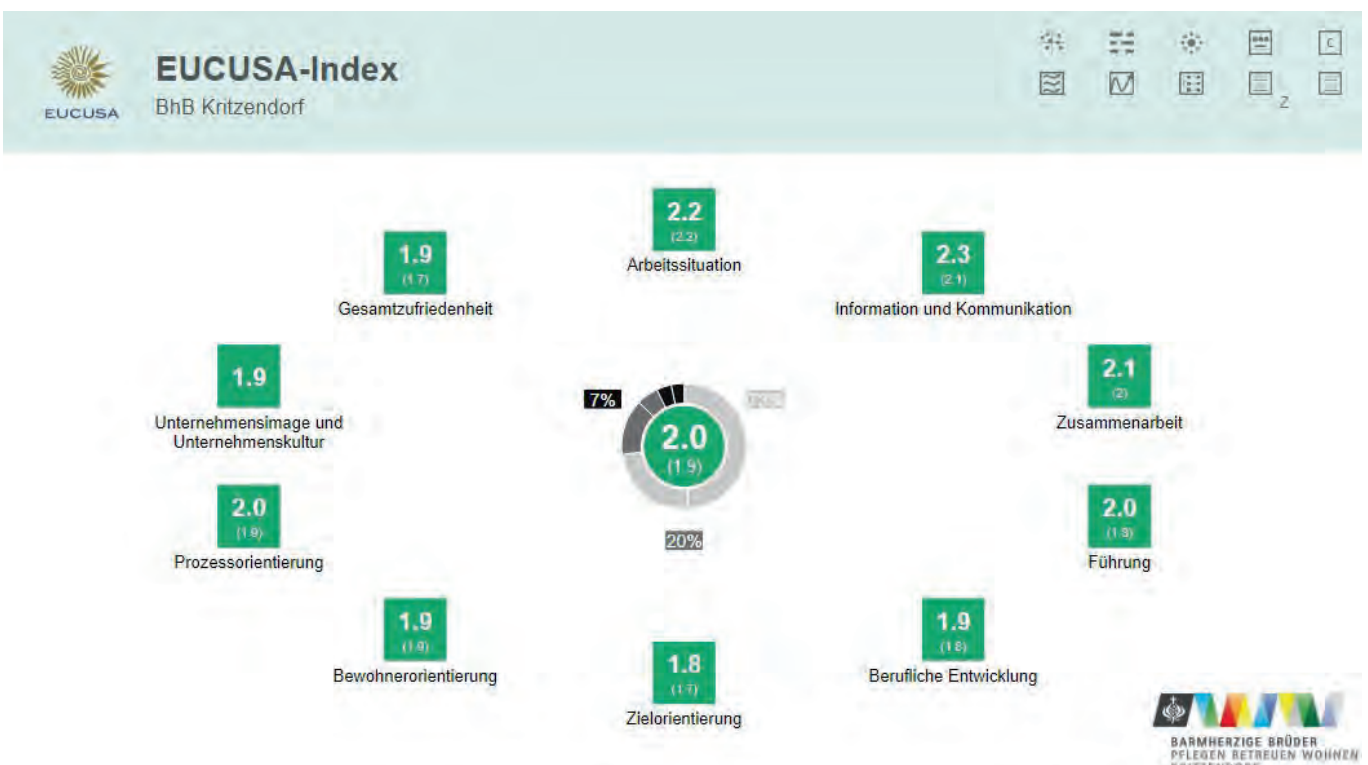 EUCUSA
EUCUSA-Index
BhB Kritzendorf
C
Z
2.2
(2.2)
Arbeitssituation
1.9
(1.7)
Gesamtzufriedenheit
2.3
(2.1)
Information und Kommunikation
1.9
Unternehmensimage und
Unternehmenskultur
2.1
(2)
Zusammenarbeit
7%
2.0
(1.9)
20%
2.0
(1.9)
Prozessorientierung
2.0
Führung
1.9
(1.9)
Bewohnerorientierung
1.8
(1.7)
Zielorientierung
1.9
(1.8)
Berufliche Entwicklung
BARMHERZIGE BRÜDER
PFLEGEN BETREUEN WOHNEN